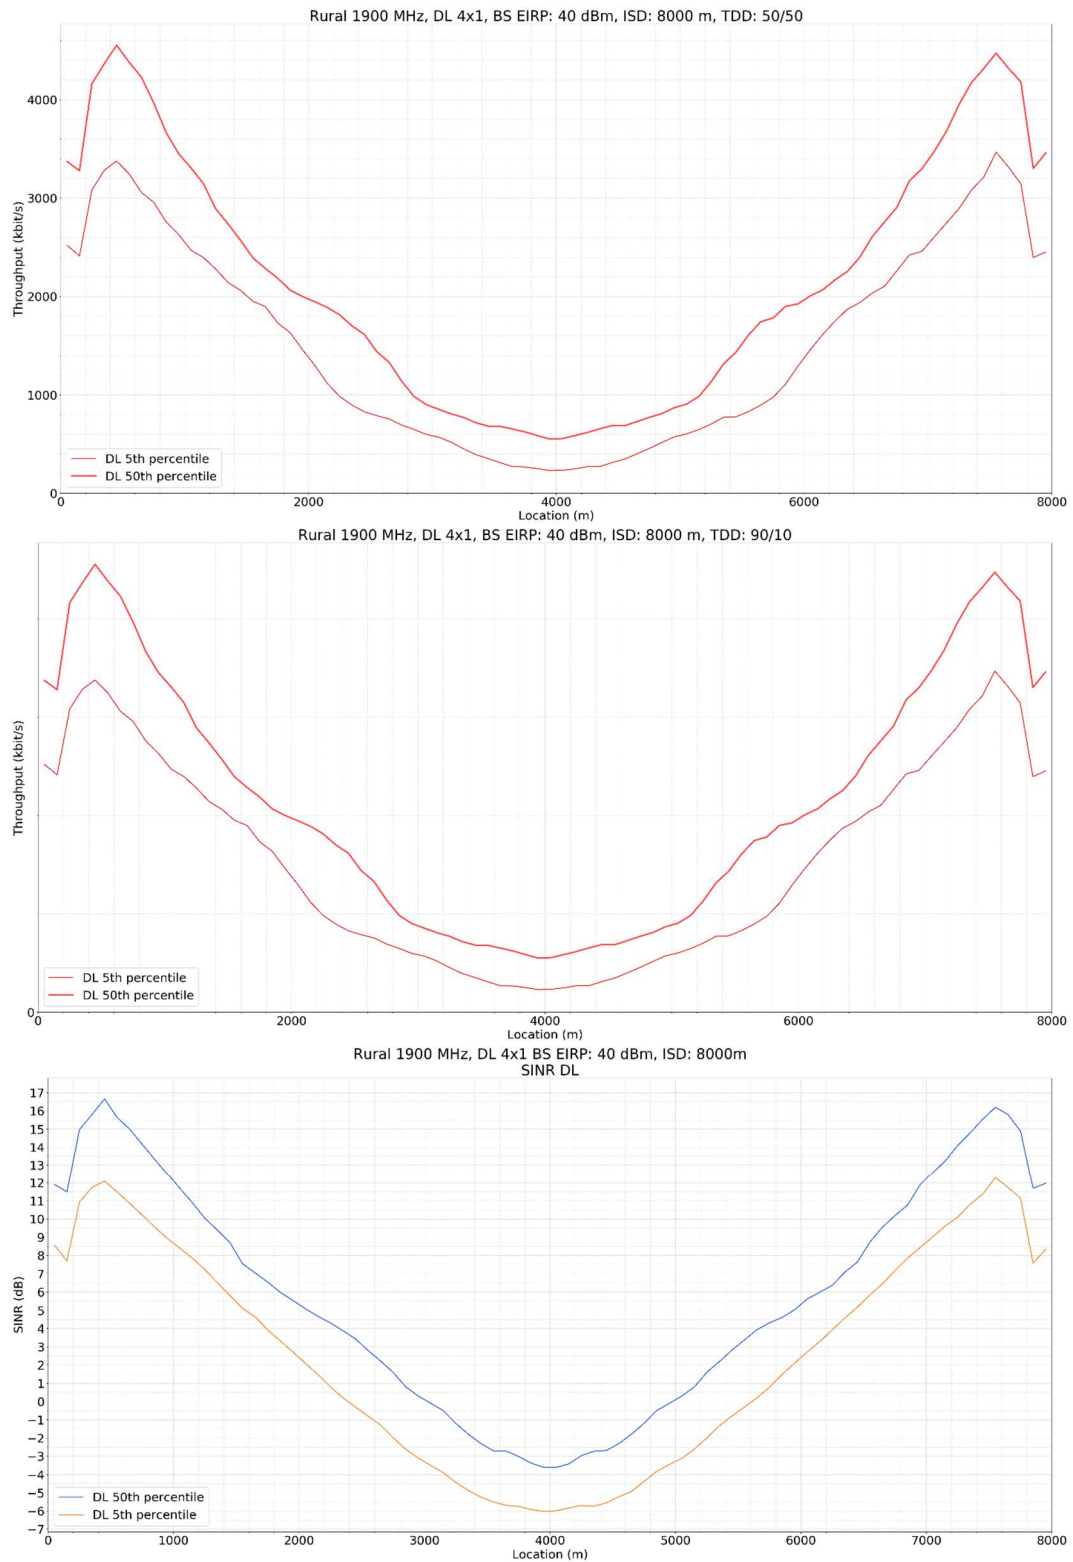 Rural 1900 MHz, DL 4x1, BS EIRP: 40 dBm, ISD: 8000 m, TDD: 50/50
Throughput (kbit/s)
4000
3000
2000
1000
0
DL 5th percentile
DL 50th percentile
0 2000 4000 6000 8000
Location (m)
Rural 1900 MHz, DL 4x1, BS EIRP: 40 dBm, ISD: 8000 m, TDD: 90/10
Throughput (kbit/s)
0
DL 5th percentile
DL 50th percentile
0 2000 4000 6000 8000
Location (m)
Rural 1900 MHz, DL 4x1 BS EIRP: 40 dBm, ISD: 8000m
SINR DL
SINR (dB)
17
16
15
14
13
12
11
10
9
8
7
6
5
4
3
2
1
0
−1
−2
−3
−4
−5
−6
−7
DL 50th percentile
DL 5th percentile
0 1000 2000 3000 4000 5000 6000 7000 8000
Location (m)